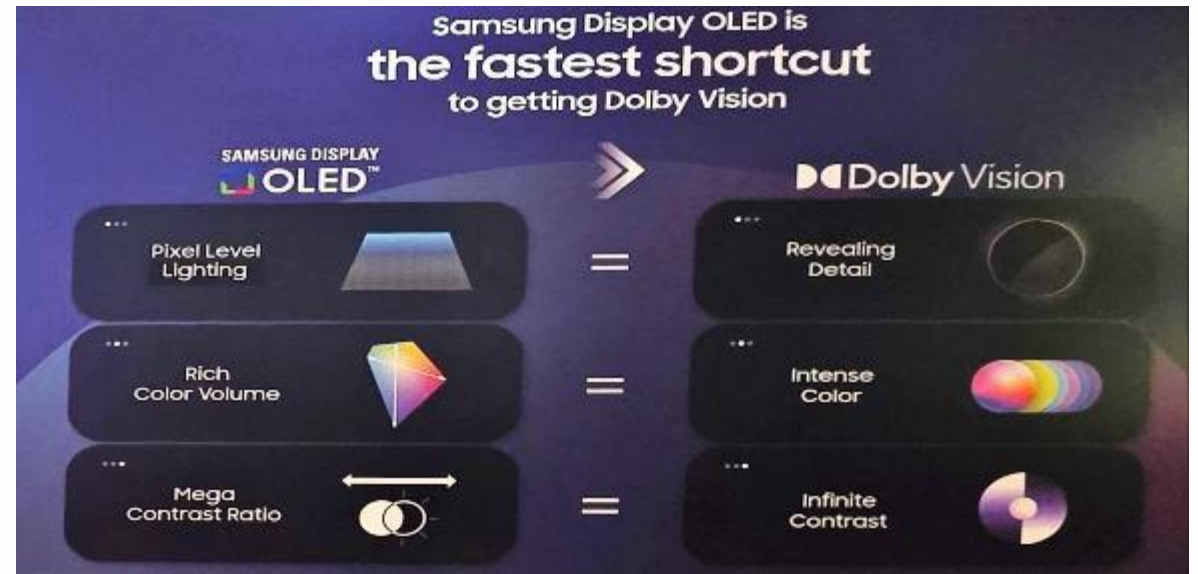 Samsung Display OLED is
the fastest shortcut
to getting Dolby Vision
SAMSUNG DISPLAY
OLED™
Dolby Vision
Pixel Level
Lighting
=
Revealing
Detail
Rich
Color Volume
=
Intense
Color
Mega
Contrast Ratio
=
Infinite
Contrast